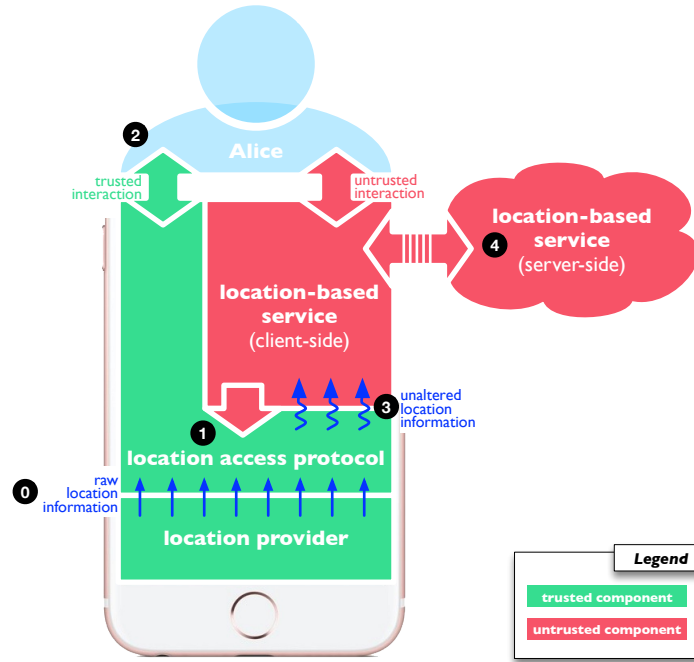 2
Alice
trusted
interaction
untrusted
interaction
location-based
service
(server-side)
4
location-based
service
(client-side)
3
unaltered
location
information
1
location access protocol
0
raw
location
information
location provider
Legend
trusted component
untrusted component